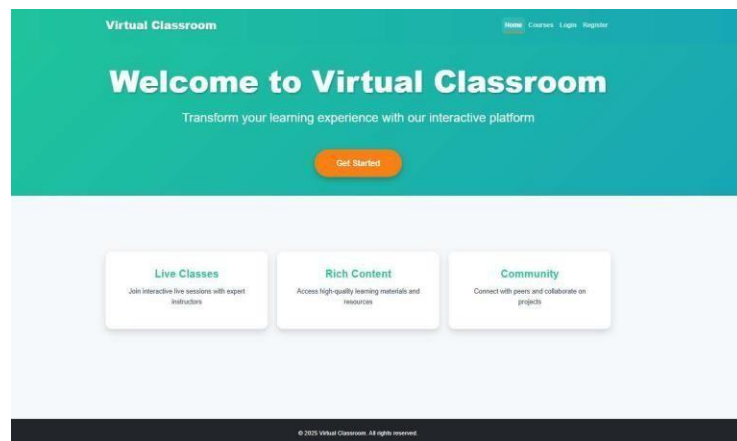 Virtual Classroom
Home Courses Login Register
Welcome to Virtual Classroom
Transform your learning experience with our interactive platform
Get Started
Live Classes
Join interactive live sessions with expert
instructors
Rich Content
Access high-quality learning materials and
resources
Community
Connect with peers and collaborate on
projects
© 2025 Virtual Classroom. All rights reserved.